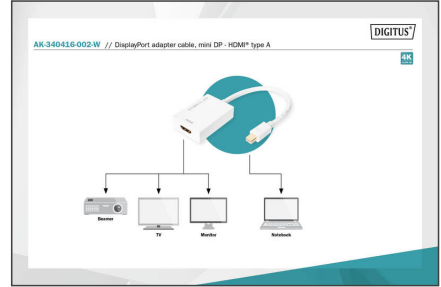 DIGITUS®
AK-340416-002-W // DisplayPort adapter cable, mini DP - HDMI® type A
4K
Beamer
TV
Monitor
Notebook